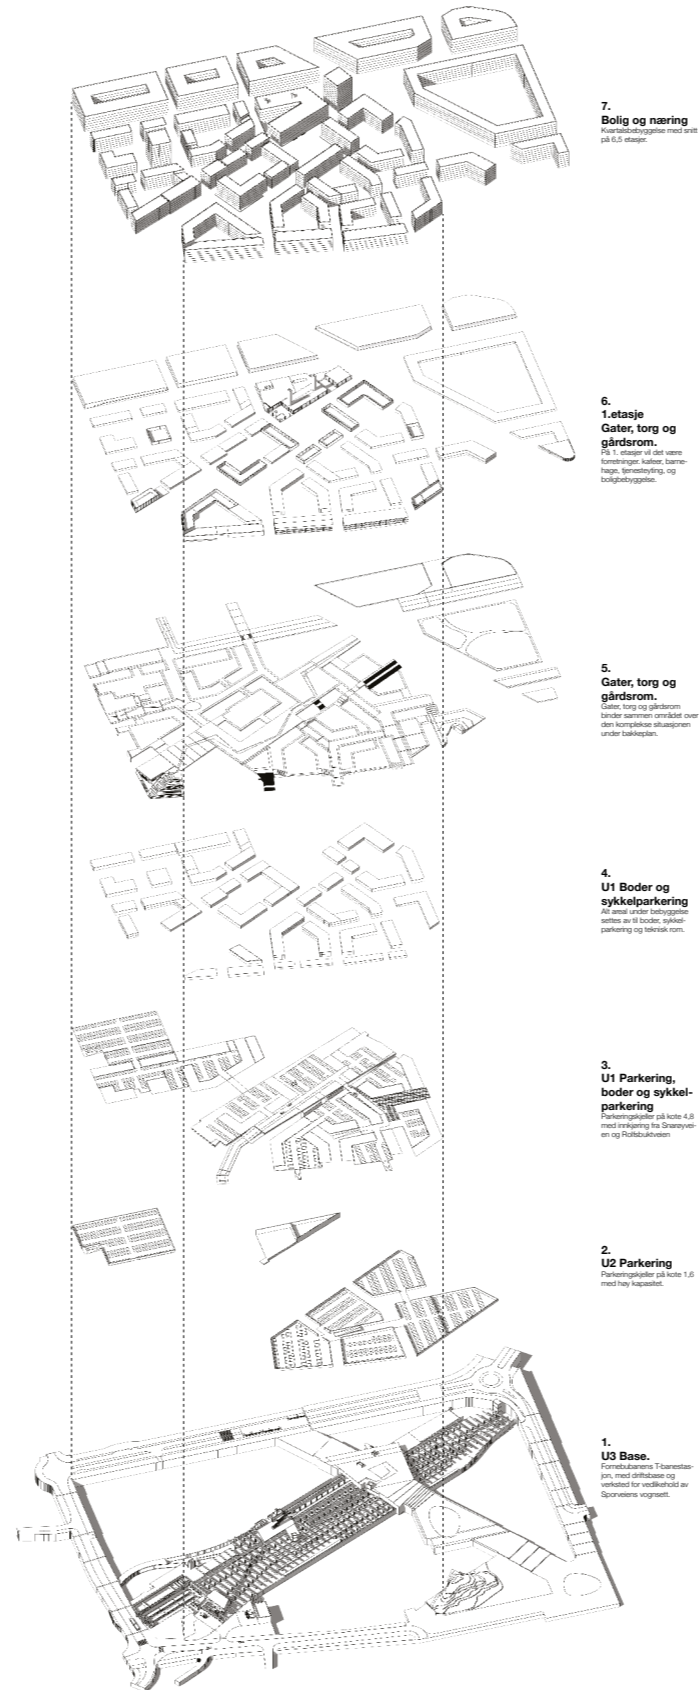 7.
Bolig og næring
Kvartalsbebyggelse med snitt
på 6,5 etasjer.
6.
1.etasje
Gater, torg og
gårdsrom.
På 1. etasjer vil det være
forretninger, kafeer, barne-
hage, tjenesteyting, og
boligbebyggelse.
5.
Gater, torg og
gårdsrom.
Gater, torg og gårdsrom
binder sammen området over
den komplekse situasjonen
under bakkeplan.
4.
U1 Boder og
sykkelparkering
Alt areal under bebyggelse
settes av til boder, sykkel-
parkering og teknisk rom.
3.
U1 Parkering,
boder og sykkel-
parkering
Parkeringskjeller på kote 4,8
med innkjøring fra Snarøyvei-
en og Rolfsbuktveien
2.
U2 Parkering
Parkeringskjeller på kote 1,6
med høy kapasitet.
1.
U3 Base.
Fornebubanens T-banestas-
jon, med driftsbase og
verksted for vedlikehold av
Sporveiens vognsett.